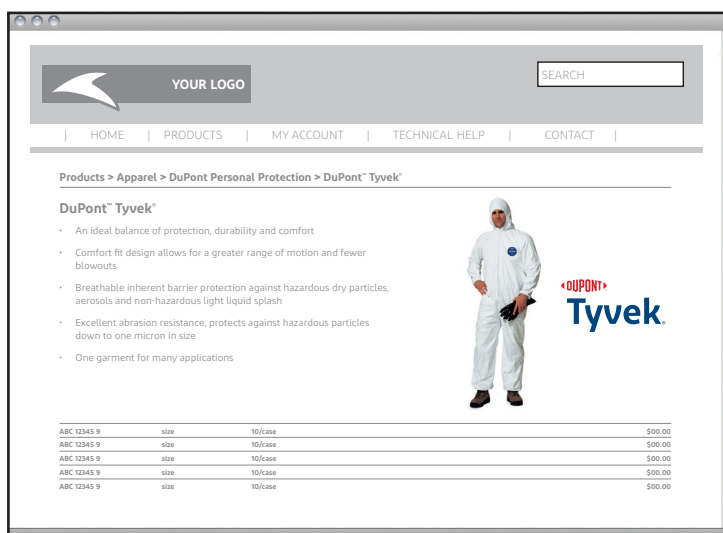 YOUR LOGO
SEARCH
| HOME | PRODUCTS | MY ACCOUNT | TECHNICAL HELP | CONTACT |
Products > Apparel > DuPont Personal Protection > DuPont™ Tyvek®
DuPont™ Tyvek®
· An ideal balance of protection, durability and comfort
· Comfort fit design allows for a greater range of motion and fewer
blowouts
· Breathable inherent barrier protection against hazardous dry particles,
aerosols and non-hazardous light liquid splash
· Excellent abrasion resistance, protects against hazardous particles
down to one micron in size
· One garment for many applications
DUPONT
Tyvek®
ABC 12345 9 size 10/case $00.00
ABC 12345 9 size 10/case $00.00
ABC 12345 9 size 10/case $00.00
ABC 12345 9 size 10/case $00.00
ABC 12345 9 size 10/case $00.00